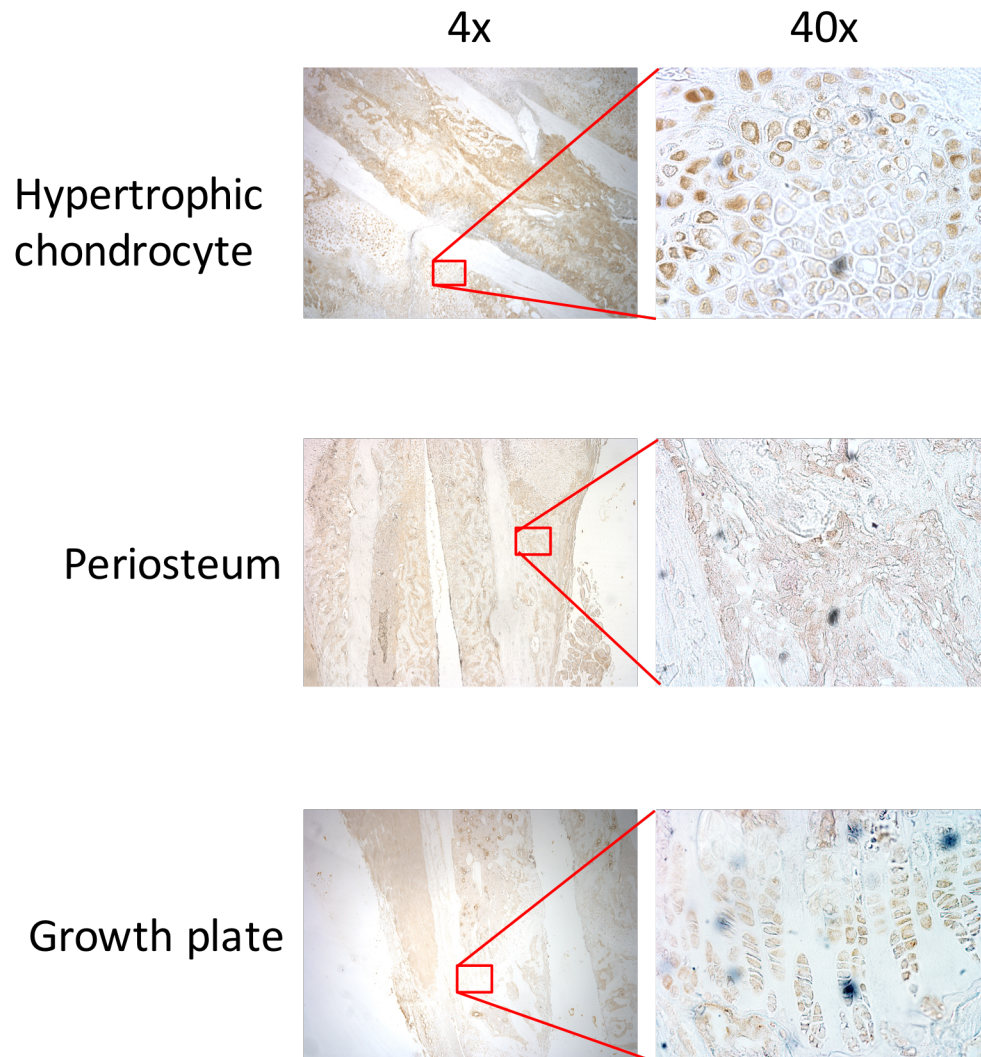 4x
40x
Hypertrophic
chondrocyte
Periosteum
Growth plate